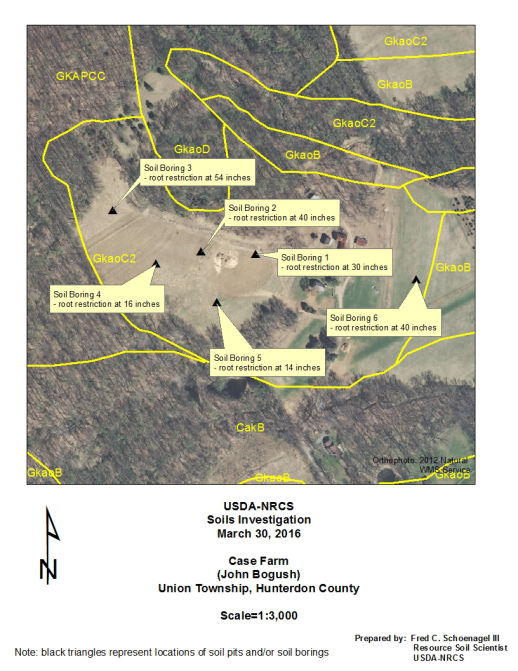 GkaoC2
GKAPCC
GkaoB
GkaoC2
GkaoD
GkaoB
Soil Boring 3
- root restriction at 54 inches
Soil Boring 2
- root restriction at 40 inches
GkaoC2
Soil Boring 1
- root restriction at 30 inches
GkaoB
Soil Boring 4
- root restriction at 16 inches
Soil Boring 6
- root restriction at 40 inches
Soil Boring 5
- root restriction at 14 inches
CakB
Orthophoto: 2012 Natural
WMS Service
GkaoB
GkaoB
GkaoB
N
USDA-NRCS
Soils Investigation
March 30, 2016
Case Farm
(John Bogush)
Union Township, Hunterdon County
Scale=1:3,000
Prepared by: Fred C. Schoenagel III
Resource Soil Scientist
USDA-NRCS
Note: black triangles represent locations of soil pits and/or soil borings